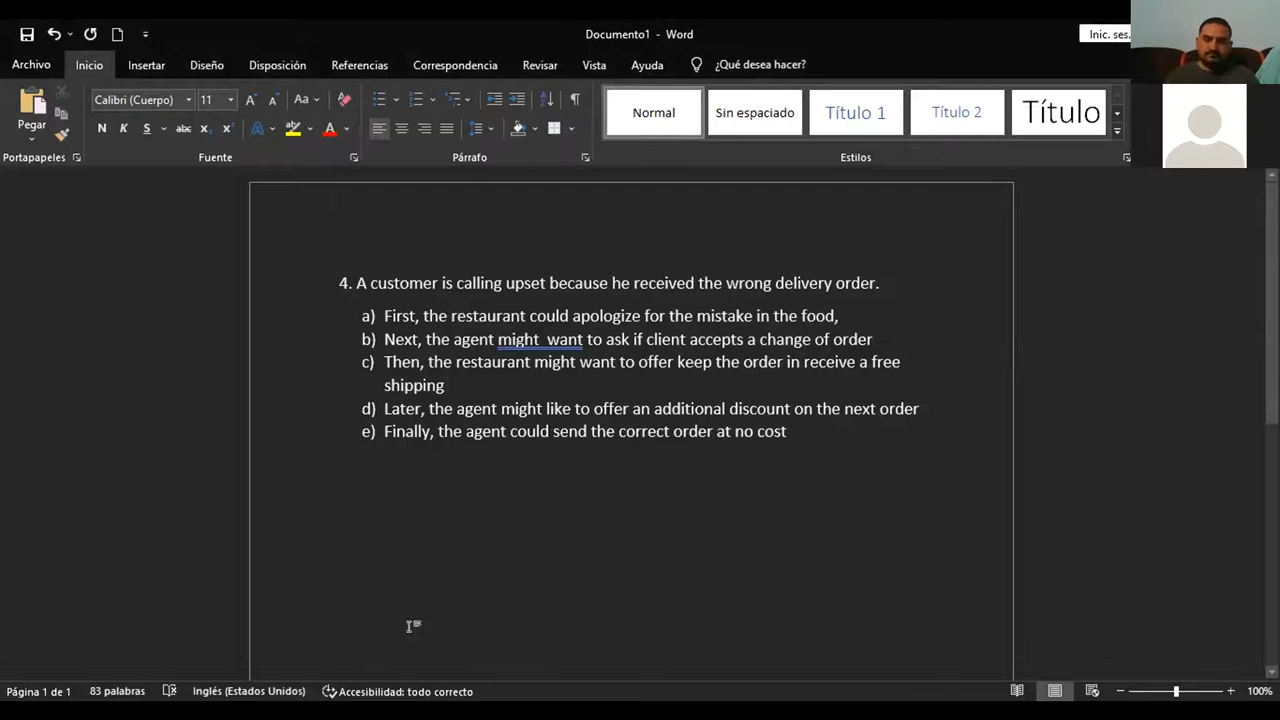 Documento1 - Word
Inic. ses.
Archivo Inicio Insertar Diseño Disposición Referencias Correspondencia Revisar Vista Ayuda ¿Qué desea hacer?
Pegar
Calibri (Cuerpo) 11 A A Aa
N K S abc x₂ x² A A
Normal Sin espaciado Título 1 Título 2 Título
Portapapeles Fuente Párrafo Estilos
4. A customer is calling upset because he received the wrong delivery order.
a) First, the restaurant could apologize for the mistake in the food,
b) Next, the agent might  want to ask if client accepts a change of order
c) Then, the restaurant might want to offer keep the order in receive a free
shipping
d) Later, the agent might like to offer an additional discount on the next order
e) Finally, the agent could send the correct order at no cost
Página 1 de 1 83 palabras Inglés (Estados Unidos) Accesibilidad: todo correcto 100%